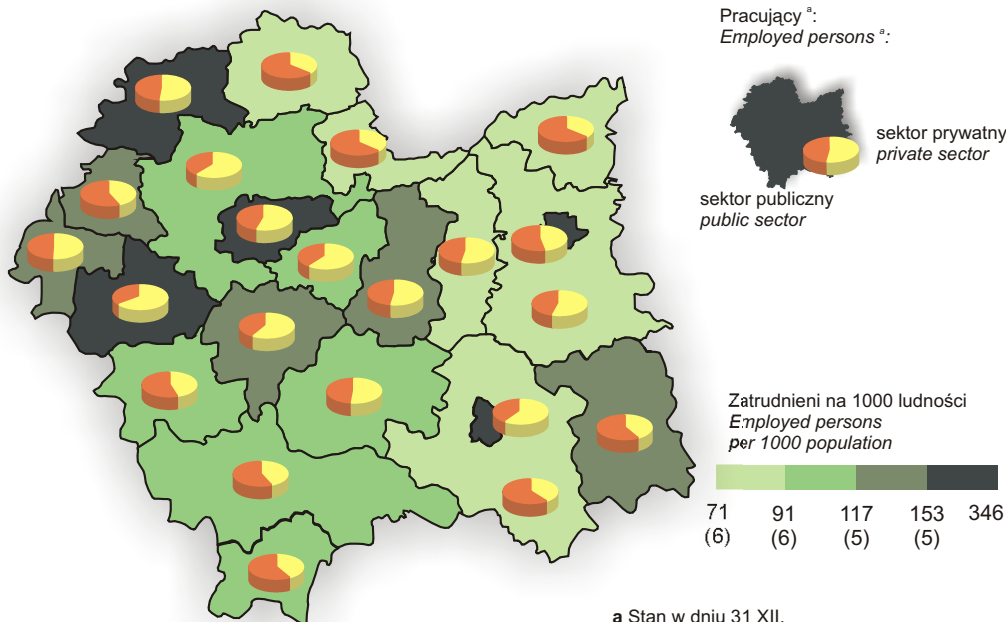 Pracujący ᵃ:
Employed persons ᵃ:
sektor prywatny
private sector
sektor publiczny
public sector
Zatrudnieni na 1000 ludności
Employed persons
per 1000 population
71 91 117 153 346
(6) (6) (5) (5)
a Stan w dniu 31 XII.